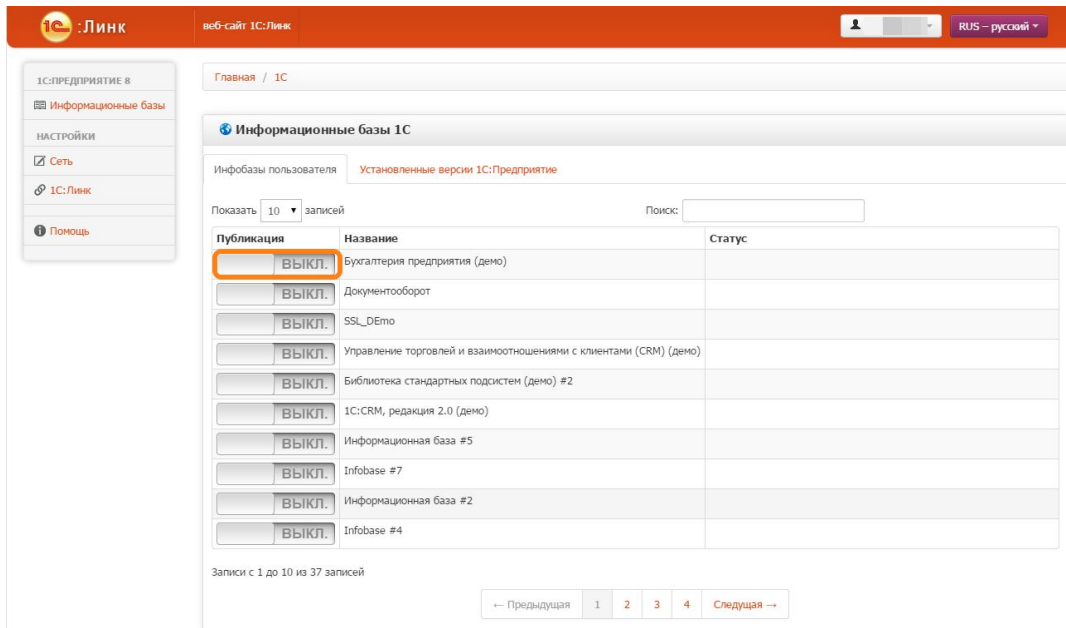 1С :Линк
веб-сайт 1С:Линк
RUS – русский
1С:ПРЕДПРИЯТИЕ 8
Информационные базы
НАСТРОЙКИ
Сеть
1С:Линк
Помощь
Главная / 1С
Информационные базы 1С
Инфобазы пользователя Установленные версии 1С:Предприятие
Показать 10 записей Поиск:
Публикация Название Статус
ВЫКЛ. Бухгалтерия предприятия (демо)
ВЫКЛ. Документооборот
ВЫКЛ. SSL_DEmo
ВЫКЛ. Управление торговлей и взаимоотношениями с клиентами (CRM) (демо)
ВЫКЛ. Библиотека стандартных подсистем (демо) #2
ВЫКЛ. 1С:CRM, редакция 2.0 (демо)
ВЫКЛ. Информационная база #5
ВЫКЛ. Infobase #7
ВЫКЛ. Информационная база #2
ВЫКЛ. Infobase #4
Записи с 1 до 10 из 37 записей
← Предыдущая 1 2 3 4 Следущая →